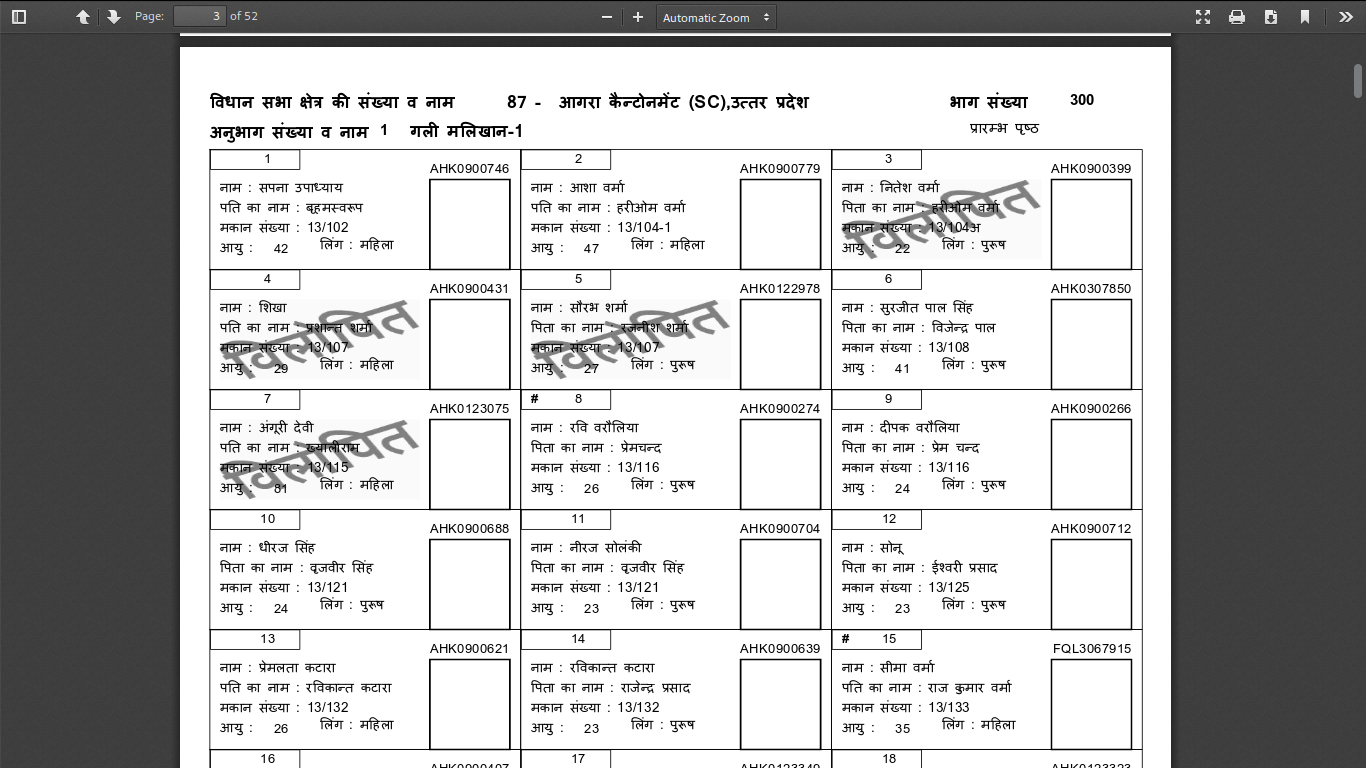 Page: 3 of 52 Automatic Zoom
विधान सभा क्षेत्र की संख्या व नाम 87 - आगरा कैन्टोनमेंट (SC),उत्तर प्रदेश भाग संख्या 300
अनुभाग संख्या व नाम 1 गली मलिखान-1 प्रारम्भ पृष्ठ
1
AHK0900746
नाम : सपना उपाध्याय
पति का नाम : बृहमस्वरूप
मकान संख्या : 13/102
आयु : 42 लिंग : महिला
2
AHK0900779
नाम : आशा वर्मा
पति का नाम : हरीओम वर्मा
मकान संख्या : 13/104-1
आयु : 47 लिंग : महिला
3
AHK0900399
नाम : नितेश वर्मा
पिता का नाम : हरीओम वर्मा
मकान संख्या : 13/104अ
आयु : 22 लिंग : पुरूष
विलोपित
4
AHK0900431
नाम : शिखा
पति का नाम : प्रशान्त शर्मा
मकान संख्या : 13/107
आयु : 29 लिंग : महिला
विलोपित
5
AHK0122978
नाम : सौरभ शर्मा
पिता का नाम : रजनीश शर्मा
मकान संख्या : 13/107
आयु : 27 लिंग : पुरूष
विलोपित
6
AHK0307850
नाम : सुरजीत पाल सिंह
पिता का नाम : विजेन्द्र पाल
मकान संख्या : 13/108
आयु : 41 लिंग : पुरूष
7
AHK0123075
नाम : अंगूरी देवी
पति का नाम : ख्यालीराम
मकान संख्या : 13/115
आयु : 81 लिंग : महिला
विलोपित
# 8
AHK0900274
नाम : रवि वरौलिया
पिता का नाम : प्रेमचन्द
मकान संख्या : 13/116
आयु : 26 लिंग : पुरूष
9
AHK0900266
नाम : दीपक वरौलिया
पिता का नाम : प्रेम चन्द
मकान संख्या : 13/116
आयु : 24 लिंग : पुरूष
10
AHK0900688
नाम : धीरज सिंह
पिता का नाम : वृजवीर सिंह
मकान संख्या : 13/121
आयु : 24 लिंग : पुरूष
11
AHK0900704
नाम : नीरज सोलंकी
पिता का नाम : वृजवीर सिंह
मकान संख्या : 13/121
आयु : 23 लिंग : पुरूष
12
AHK0900712
नाम : सोनू
पिता का नाम : ईश्वरी प्रसाद
मकान संख्या : 13/125
आयु : 23 लिंग : पुरूष
13
AHK0900621
नाम : प्रेमलता कटारा
पति का नाम : रविकान्त कटारा
मकान संख्या : 13/132
आयु : 26 लिंग : महिला
14
AHK0900639
नाम : रविकान्त कटारा
पिता का नाम : राजेन्द्र प्रसाद
मकान संख्या : 13/132
आयु : 23 लिंग : पुरूष
# 15
FQL3067915
नाम : सीमा वर्मा
पति का नाम : राज कुमार वर्मा
मकान संख्या : 13/133
आयु : 35 लिंग : महिला
16
17
18